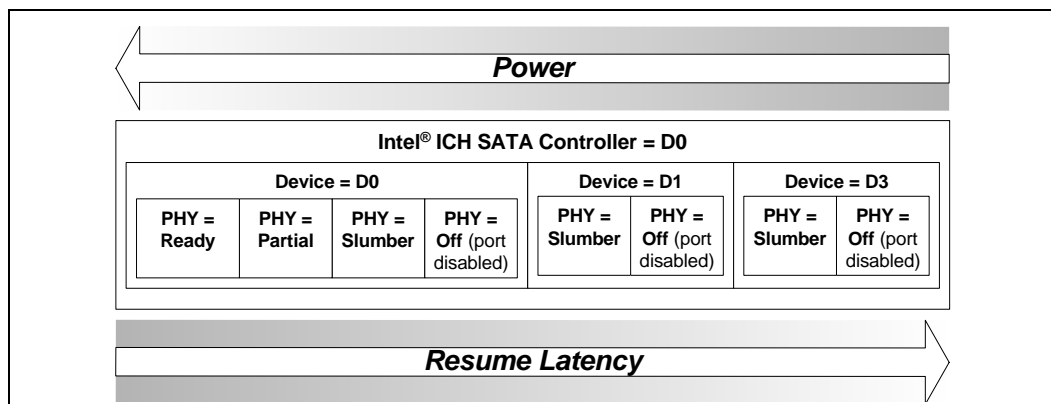 Power
Intel® ICH SATA Controller = D0
Device = D0
PHY =
Ready
PHY =
Partial
PHY =
Slumber
PHY =
Off (port
disabled)
Device = D1
PHY =
Slumber
PHY =
Off (port
disabled)
Device = D3
PHY =
Slumber
PHY =
Off (port
disabled)
Resume Latency